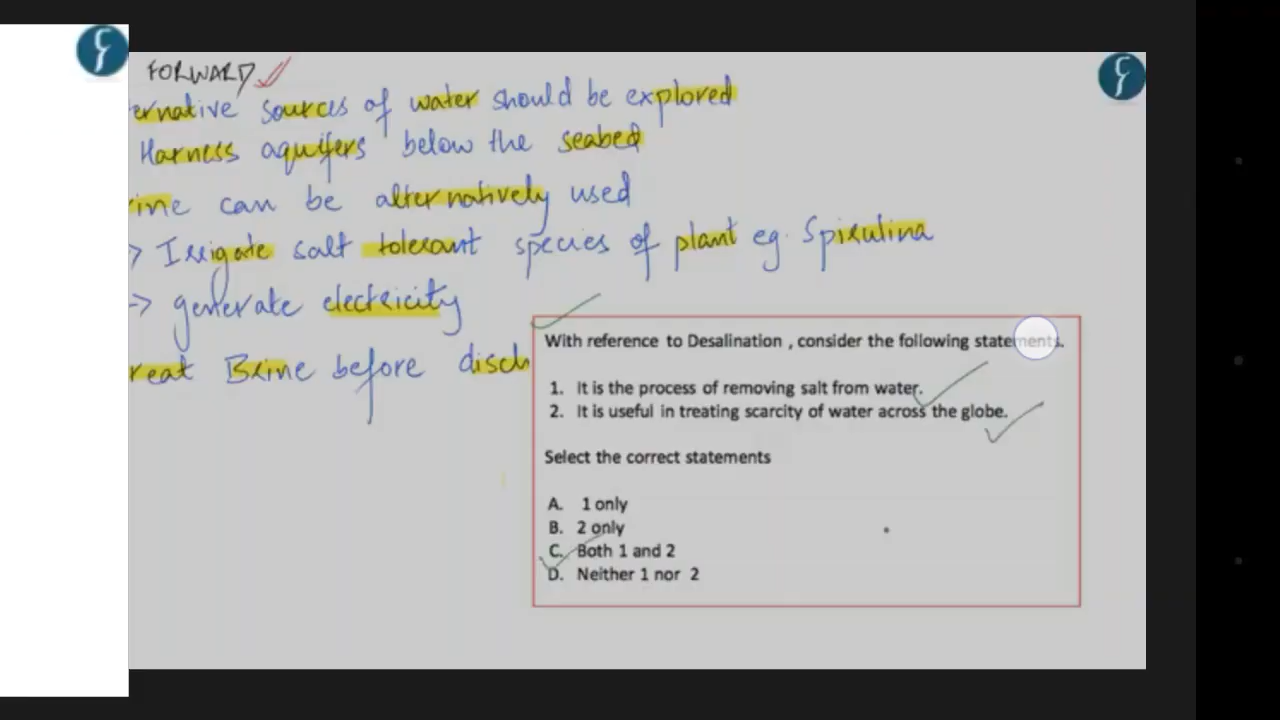 FORWARD
ernative sources of water should be explored
Harness aquifers below the seabed
rine can be alternatively used
→ Irrigate salt tolerant species of plant eg. Spirulina
→ generate electricity
reat Brine before disch
With reference to Desalination , consider the following statements.
1. It is the process of removing salt from water.
2. It is useful in treating scarcity of water across the globe.
Select the correct statements
A. 1 only
B. 2 only
C. Both 1 and 2
D. Neither 1 nor 2